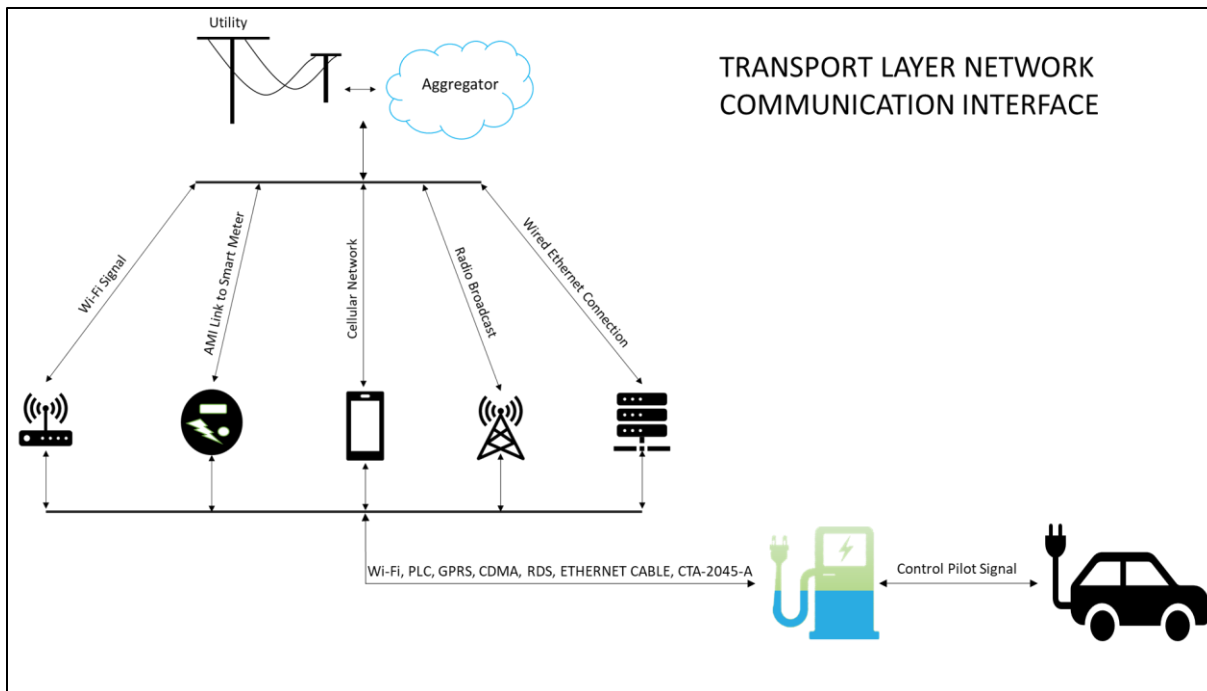 Utility
Aggregator
TRANSPORT LAYER NETWORK
COMMUNICATION INTERFACE
Wi-Fi Signal
AMI Link to Smart Meter
Cellular Network
Radio Broadcast
Wired Ethernet Connection
Wi-Fi, PLC, GPRS, CDMA, RDS, ETHERNET CABLE, CTA-2045-A
Control Pilot Signal